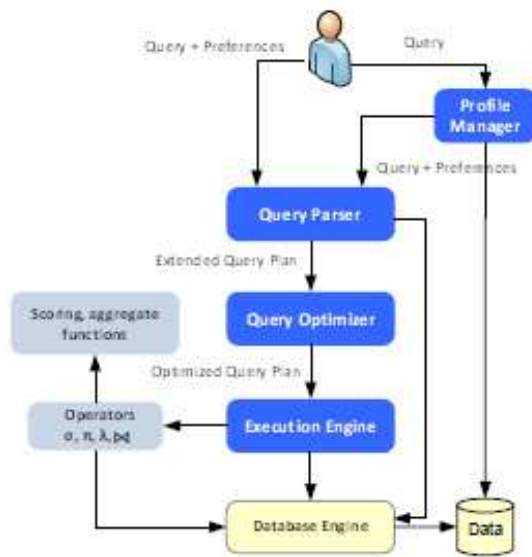 Query + Preferences
Query
Profile
Manager
Query + Preferences
Query Parser
Extended Query Plan
Scoring, aggregate
functions
Query Optimizer
Optimized Query Plan
Operators
σ, π, λ, ⋈
Execution Engine
Database Engine
Data